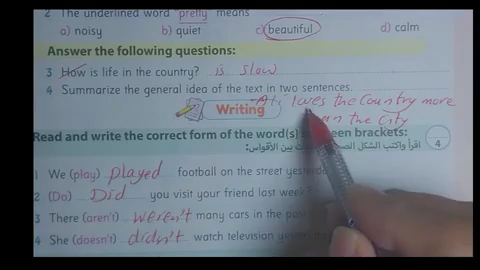 2 The underlined word "pretty" means
a) noisy b) quiet c) beautiful d) calm
Answer the following questions:
3 How is life in the country? is slow
4 Summarize the general idea of the text in two sentences.
Ali loves the Country more
Writing than the City
Read and write the correct form of the word(s) between brackets:
اقرأ واكتب الشكل بين الأقواس: 4
1 We (play) played football on the street
2 (Do) Did you visit your friend last week?
3 There (aren't) weren't many cars in the
4 She (doesn't) didn't watch television